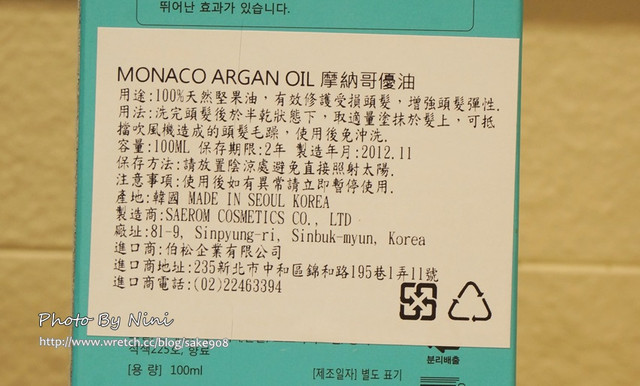 뛰어난 효과가 있습니다.
MONACO ARGAN OIL 摩納哥優油
用途:100%天然堅果油，有效修護受損頭髮，增強頭髮彈性.
用法:洗完頭髮後於半乾狀態下，取適量塗抹於髮上，可抵
擋吹風機造成的頭髮毛躁，使用後免沖洗.
容量:100ML 保存期限:2年 製造年月:2012.11
保存方法:請放置陰涼處避免直接照射太陽.
注意事項:使用後如有異常請立即暫停使用.
產地:韓國 MADE IN SEOUL KOREA
製造商:SAEROM COSMETICS CO., LTD
廠址:81-9, Sinpyung-ri, Sinbuk-myun, Korea
進口商:伯松企業有限公司
進口商地址:235新北市中和區錦和路195巷1弄11號
進口商電話:(02)22463394
Photo By Nini
http://www.wretch.cc/blog/sake908
색225호, 향료
[용 량] 100ml
[제조일자] 별도 표기
분리배출